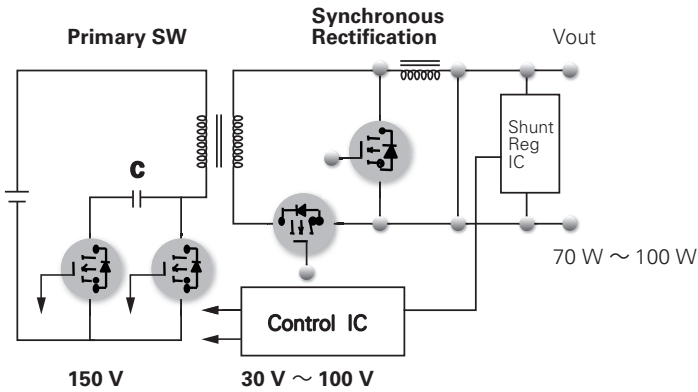 Synchronous
Rectification
Primary SW
Vout
Shunt
Reg
IC
C
70 W ～ 100 W
Control IC
150 V
30 V ～ 100 V